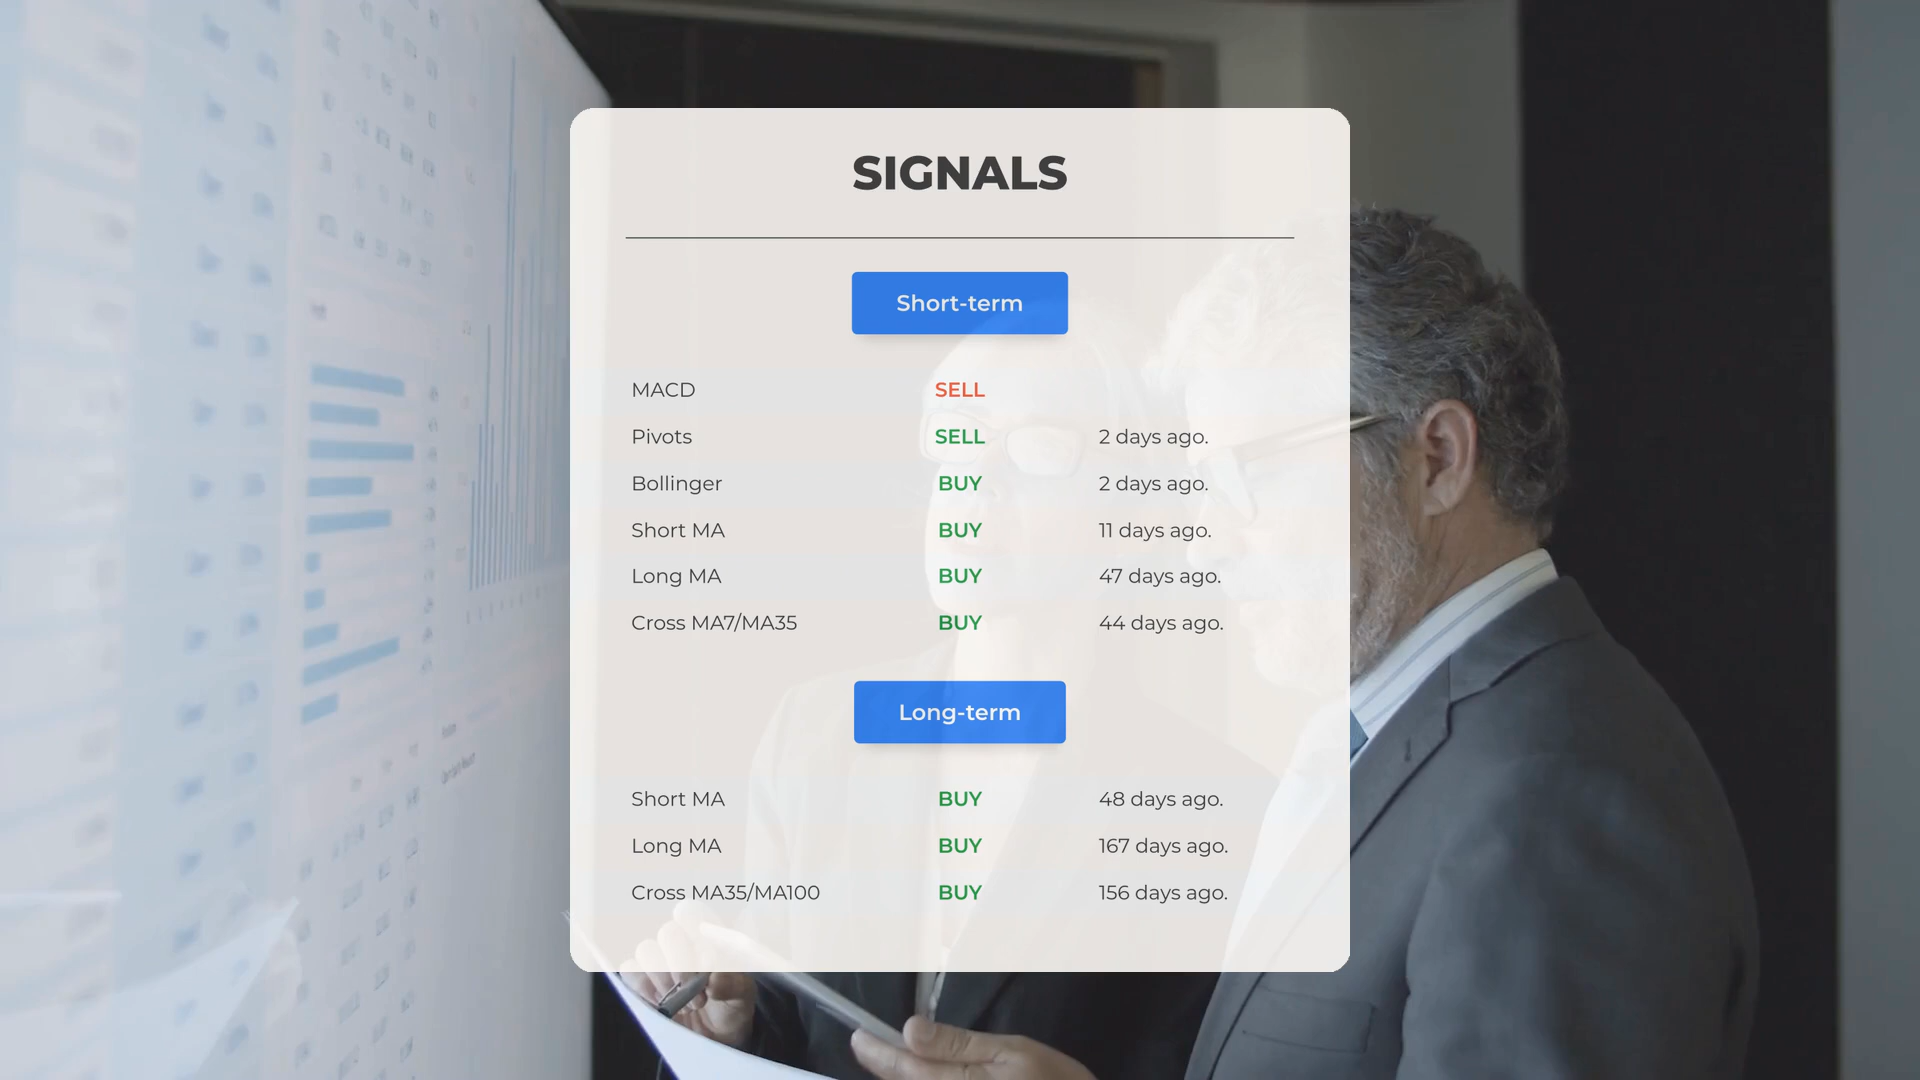 SIGNALS
Short-term
MACD SELL
Pivots SELL 2 days ago.
Bollinger BUY 2 days ago.
Short MA BUY 11 days ago.
Long MA BUY 47 days ago.
Cross MA7/MA35 BUY 44 days ago.
Long-term
Short MA BUY 48 days ago.
Long MA BUY 167 days ago.
Cross MA35/MA100 BUY 156 days ago.